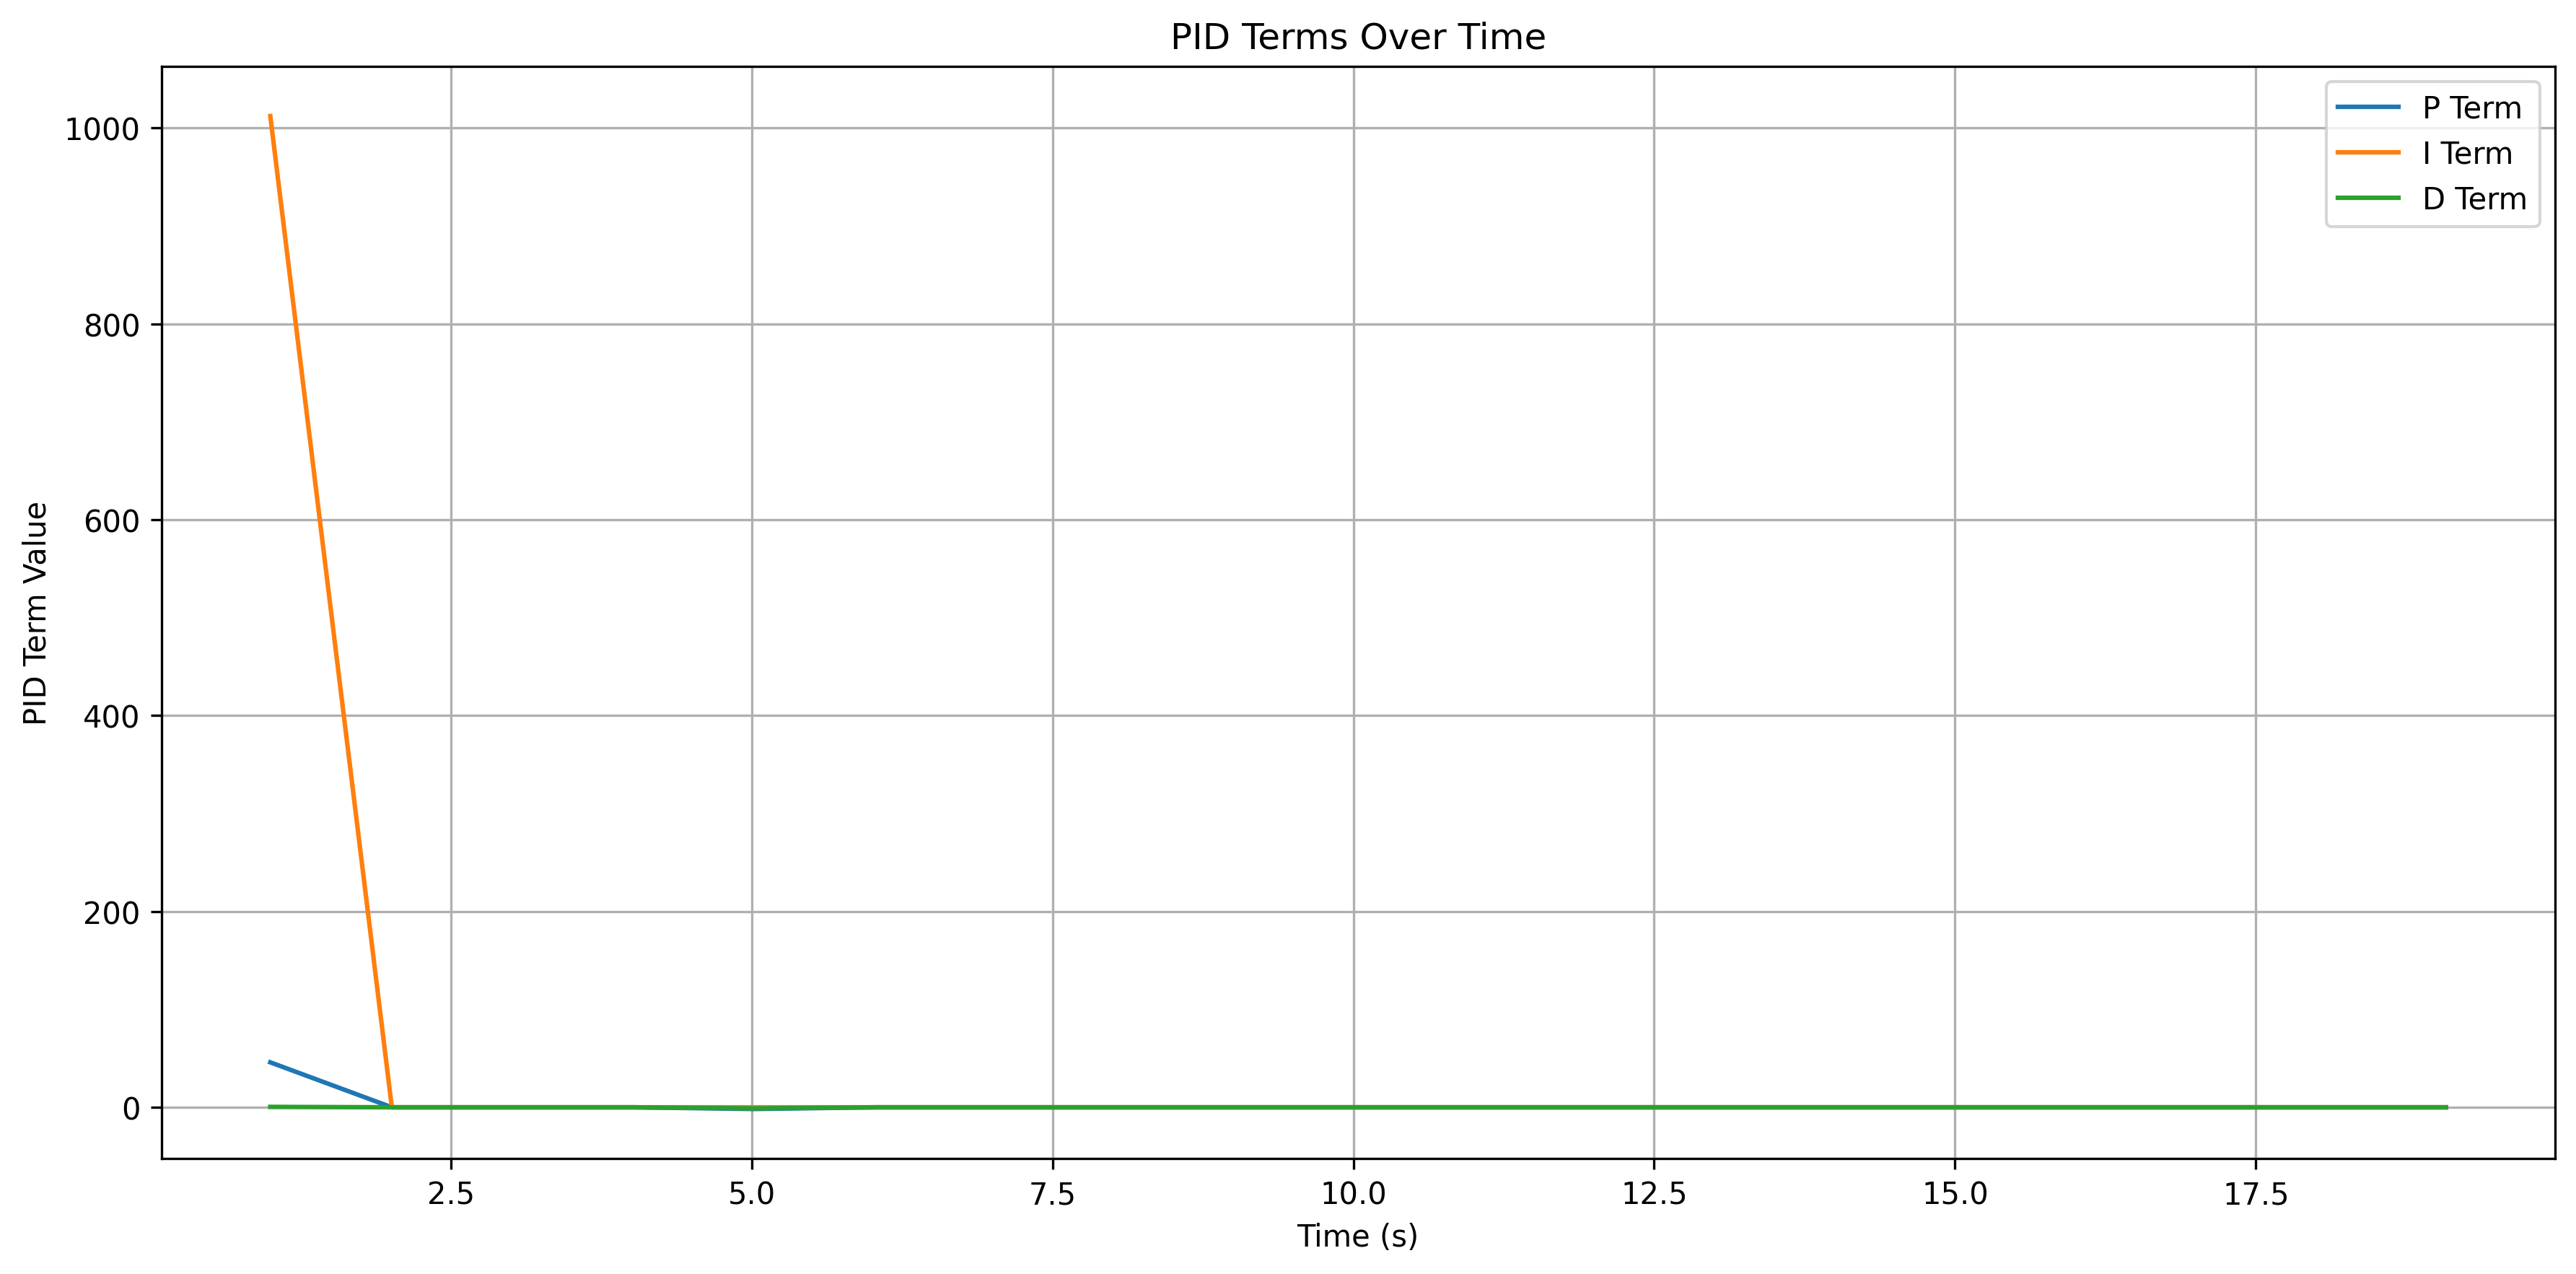 PID Terms Over Time
P Term
I Term
D Term
1000
800
600
400
200
0
PID Term Value
2.5 5.0 7.5 10.0 12.5 15.0 17.5
Time (s)